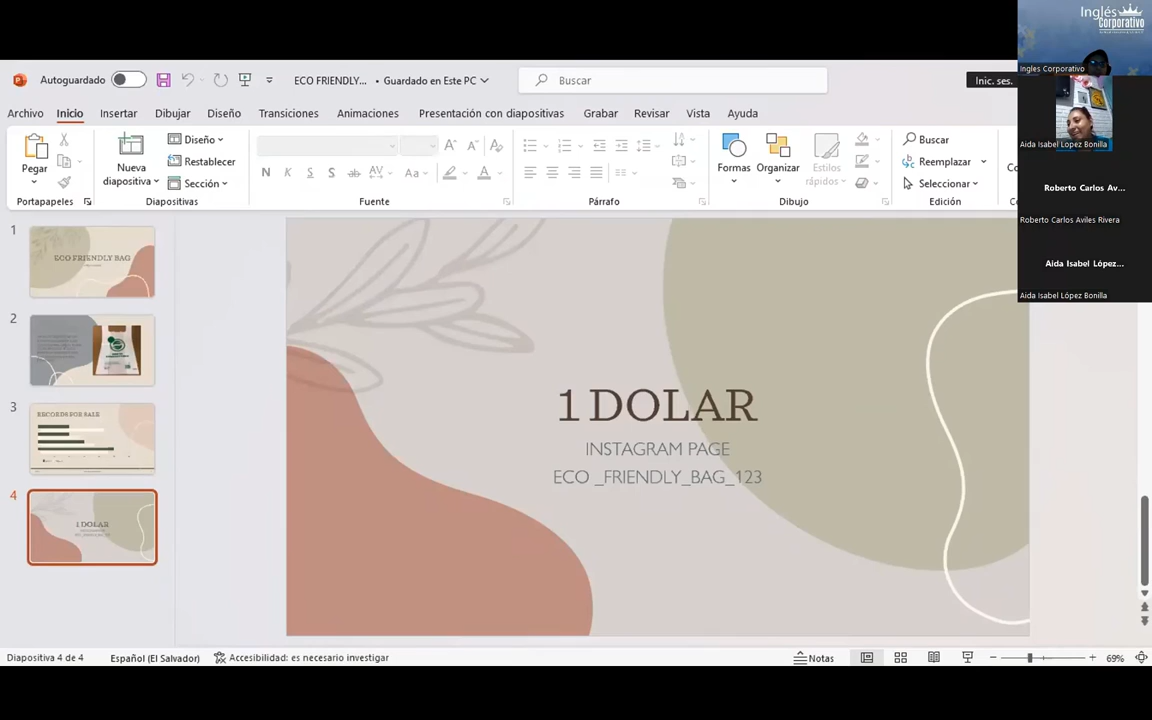 Inglés
Corporativo
Ingles Corporativo
Aida Isabel Lopez Bonilla
Roberto Carlos Av...
Roberto Carlos Aviles Rivera
Aida Isabel López...
Aida Isabel López Bonilla
Autoguardado
ECO FRIENDLY... • Guardado en Este PC
Buscar
Inic. ses.
Archivo Inicio Insertar Dibujar Diseño Transiciones Animaciones Presentación con diapositivas Grabar Revisar Vista Ayuda
Pegar
Nueva
diapositiva
Diseño
Restablecer
Sección
N K S S ab AV Aa A
Formas
Organizar
Estilos
rápidos
Buscar
Reemplazar
Seleccionar
Portapapeles
Diapositivas
Fuente
Párrafo
Dibujo
Edición
1
ECO FRIENDLY BAG
2
3
RECORDS FOR SALE
4
1 DOLAR
1 DOLAR
INSTAGRAM PAGE
ECO _FRIENDLY_BAG_123
Diapositiva 4 de 4
Español (El Salvador)
Accesibilidad: es necesario investigar
Notas
69%